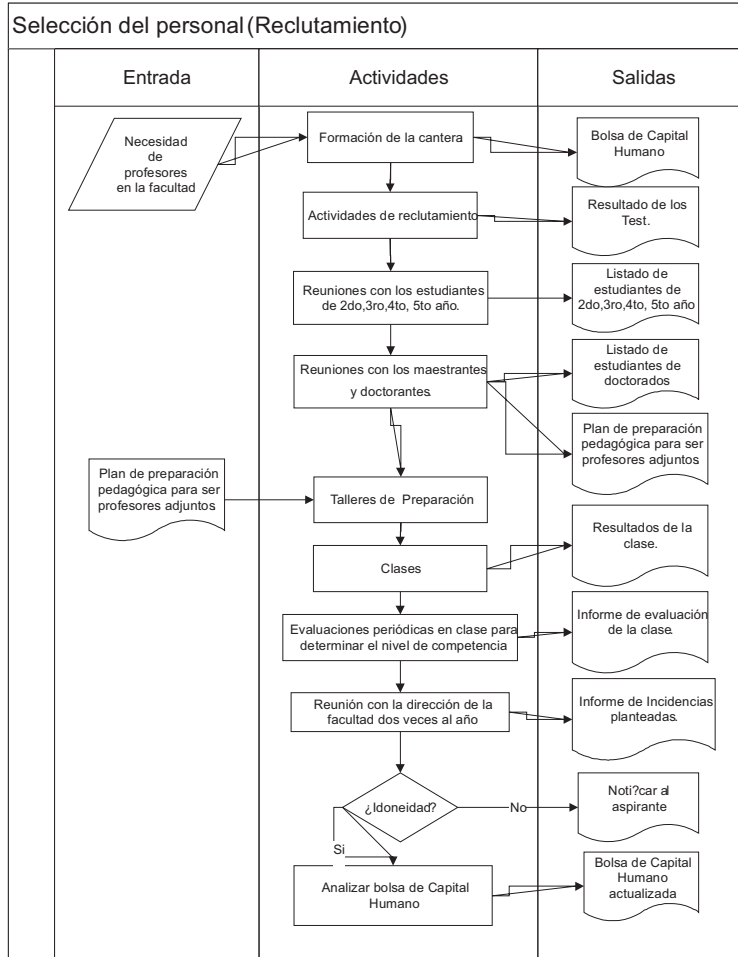 Selección del personal (Reclutamiento)
Entrada
Actividades
Salidas
Necesidad
de
profesores
en la facultad
Formación de la cantera
Bolsa de Capital
Humano
Actividades de reclutamiento
Resultado de los
Test.
Reuniones con los estudiantes
de 2do,3ro,4to, 5to año.
Listado de
estudiantes de
2do,3ro,4to, 5to año
Reuniones con los maestrantes
y doctorantes.
Listado de
estudiantes de
doctorados
Plan de preparación
pedagógica para ser
profesores adjuntos.
Plan de preparación
pedagógica para ser
profesores adjuntos.
Talleres de Preparación
Clases
Resultados de la
clase.
Evaluaciones periódicas en clase para
determinar el nivel de competencia
Informe de evaluación
de la clase.
Reunión con la dirección de la
facultad dos veces al año
Informe de Incidencias
planteadas.
¿Idoneidad?
No
Noti?car al
aspirante
Si
Analizar bolsa de Capital
Humano
Bolsa de Capital
Humano
actualizada